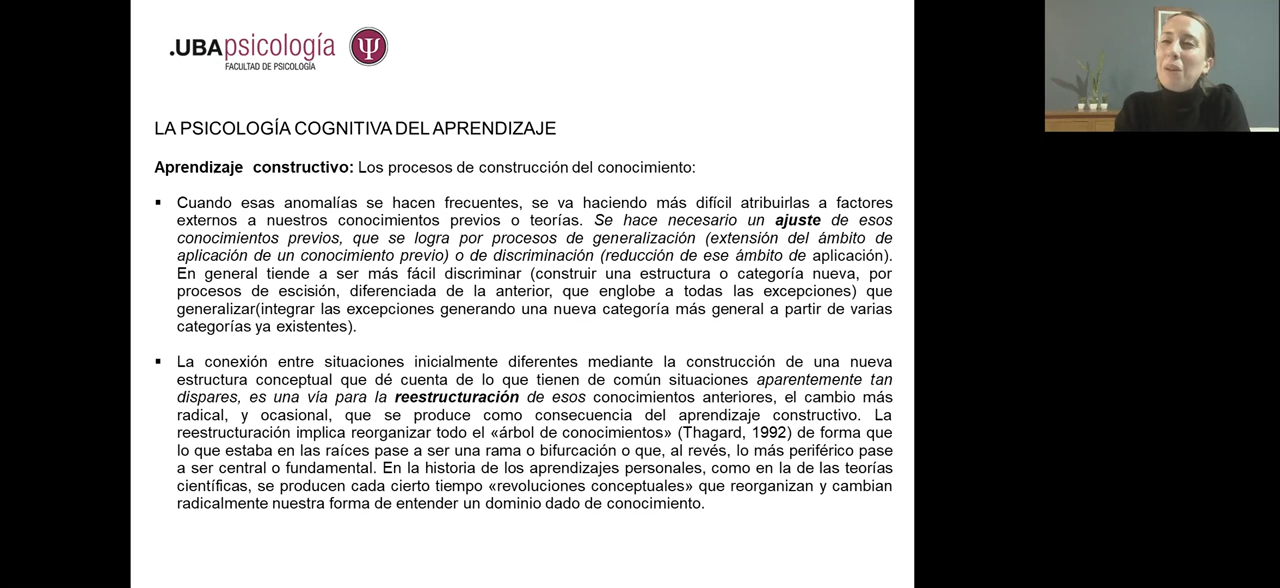 .UBApsicología
FACULTAD DE PSICOLOGÍA
LA PSICOLOGÍA COGNITIVA DEL APRENDIZAJE
Aprendizaje constructivo: Los procesos de construcción del conocimiento:
▪ Cuando esas anomalías se hacen frecuentes, se va haciendo más difícil atribuirlas a factores
externos a nuestros conocimientos previos o teorías. Se hace necesario un ajuste de esos
conocimientos previos, que se logra por procesos de generalización (extensión del ámbito de
aplicación de un conocimiento previo) o de discriminación (reducción de ese ámbito de aplicación).
En general tiende a ser más fácil discriminar (construir una estructura o categoría nueva, por
procesos de escisión, diferenciada de la anterior, que englobe a todas las excepciones) que
generalizar(integrar las excepciones generando una nueva categoría más general a partir de varias
categorías ya existentes).
▪ La conexión entre situaciones inicialmente diferentes mediante la construcción de una nueva
estructura conceptual que dé cuenta de lo que tienen de común situaciones aparentemente tan
dispares, es una vía para la reestructuración de esos conocimientos anteriores, el cambio más
radical, y ocasional, que se produce como consecuencia del aprendizaje constructivo. La
reestructuración implica reorganizar todo el «árbol de conocimientos» (Thagard, 1992) de forma que
lo que estaba en las raíces pase a ser una rama o bifurcación o que, al revés, lo más periférico pase
a ser central o fundamental. En la historia de los aprendizajes personales, como en la de las teorías
científicas, se producen cada cierto tiempo «revoluciones conceptuales» que reorganizan y cambian
radicalmente nuestra forma de entender un dominio dado de conocimiento.